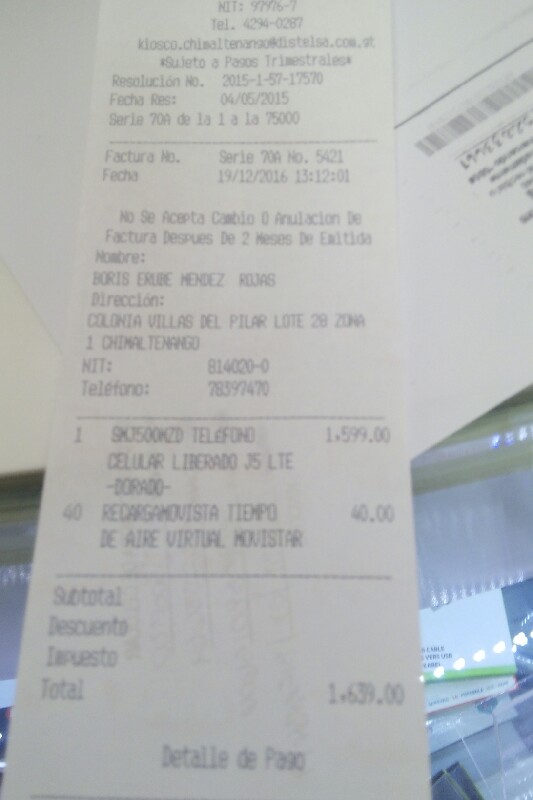 NIT: 97976-7
Tel. 4294-0287
kiosco.chimaltenango@distelsa.com.gt
*Sujeto a Pagos Trimestrales*
Resolución No. 2015-1-57-17570
Fecha Res: 04/05/2015
Serie 70A de la 1 a la 75000
Factura No. Serie 70A No. 5421
Fecha 19/12/2016 13:12:01
No Se Acepta Cambio O Anulacion De
Factura Despues De 2 Meses De Emitida
Nombre:
BORIS ERUBE MENDEZ ROJAS
Dirección:
COLONIA VILLAS DEL PILAR LOTE 28 ZONA
1 CHIMALTENANGO
NIT: 814020-0
Teléfono: 78397470
1 SMJ500MZD TELEFONO 1,599.00
CELULAR LIBERADO J5 LTE
-DORADO-
40 RECARGAMOVISTA TIEMPO 40.00
DE AIRE VIRTUAL MOVISTAR
Subtotal
Descuento
Impuesto
Total 1,639.00
Detalle de Pago